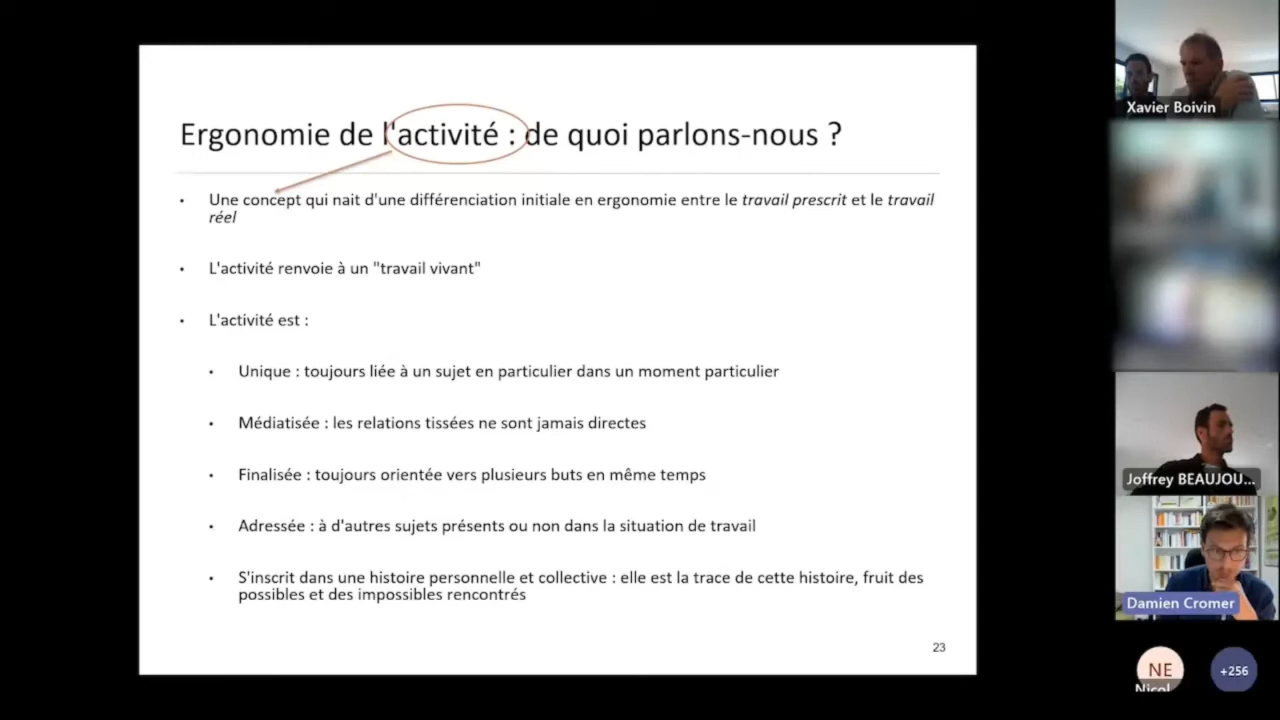 Ergonomie de l'activité : de quoi parlons-nous ?
• Une concept qui nait d'une différenciation initiale en ergonomie entre le travail prescrit et le travail
réel
• L'activité renvoie à un "travail vivant"
• L'activité est :
• Unique : toujours liée à un sujet en particulier dans un moment particulier
• Médiatisée : les relations tissées ne sont jamais directes
• Finalisée : toujours orientée vers plusieurs buts en même temps
• Adressée : à d'autres sujets présents ou non dans la situation de travail
• S'inscrit dans une histoire personnelle et collective : elle est la trace de cette histoire, fruit des
possibles et des impossibles rencontrés
23
Xavier Boivin
Joffrey BEAUJOU...
Damien Cromer
NE
Nicol
+256